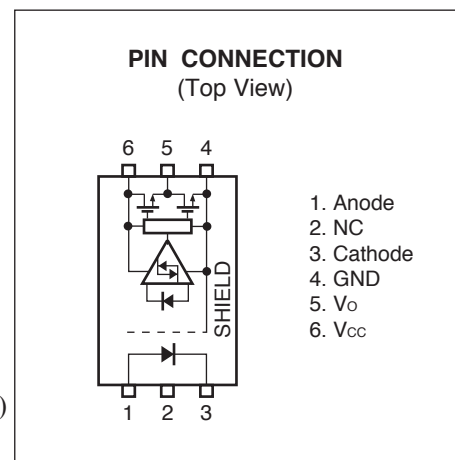 PIN CONNECTION
(Top View)
6 5 4
SHIELD
1 2 3
1. Anode
2. NC
3. Cathode
4. GND
5. Vo
6. Vcc
)